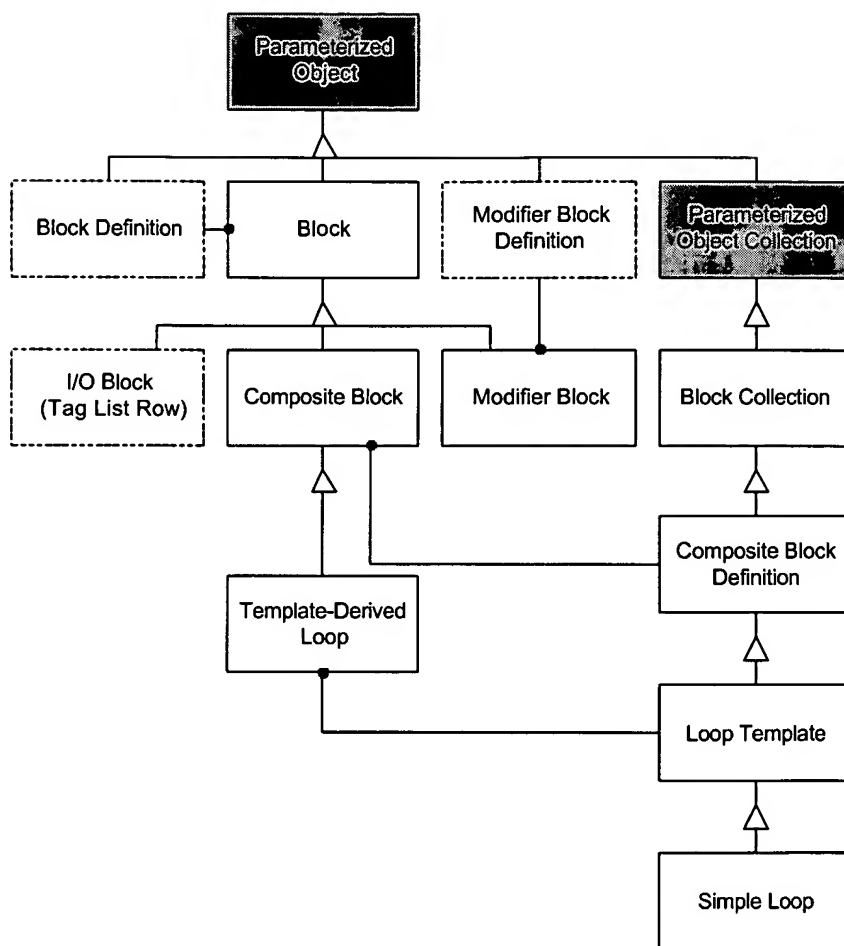 Parameterized
Object
Block Definition
Block
Modifier Block
Definition
Parameterized
Object Collection
I/O Block
(Tag List Row)
Composite Block
Modifier Block
Block Collection
Composite Block
Definition
Template-Derived
Loop
Loop Template
Simple Loop